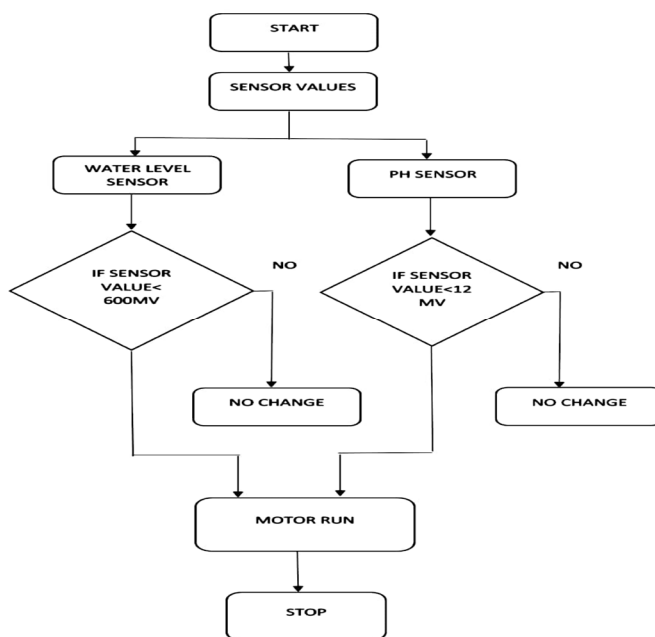 START
SENSOR VALUES
WATER LEVEL
SENSOR
PH SENSOR
IF SENSOR
VALUE<
600MV
NO
IF SENSOR
VALUE<12
MV
NO
NO CHANGE
NO CHANGE
MOTOR RUN
STOP